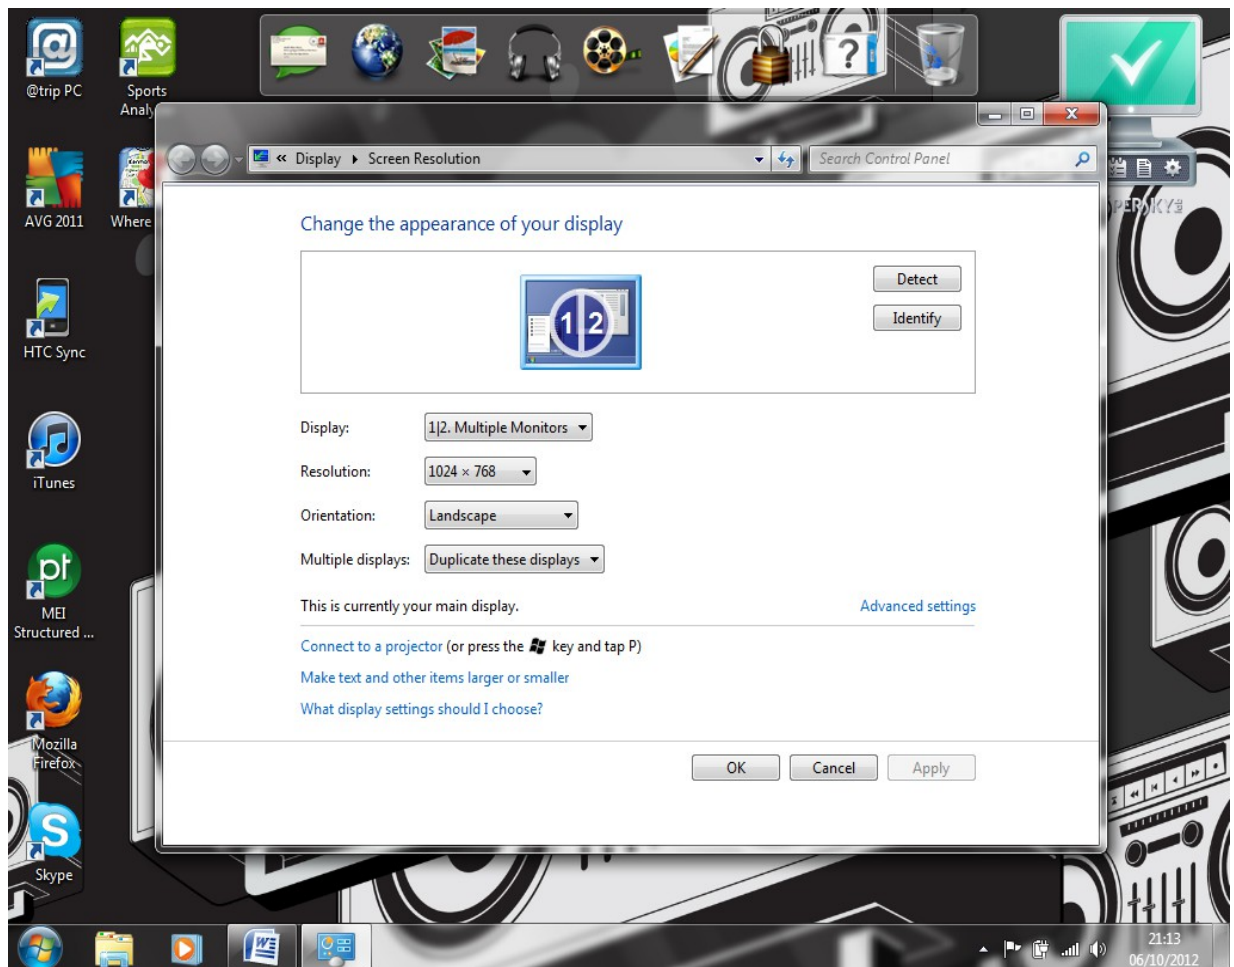 @trip PC
Sports
Analy
AVG 2011
Where
HTC Sync
iTunes
pt
MEI
Structured ...
Mozilla
Firefox
S
Skype
?
PERSKY
Display ▸ Screen Resolution
Search Control Panel
Change the appearance of your display
1 2
Detect
Identify
Display: 1|2. Multiple Monitors
Resolution: 1024 × 768
Orientation: Landscape
Multiple displays: Duplicate these displays
This is currently your main display. Advanced settings
Connect to a projector (or press the key and tap P)
Make text and other items larger or smaller
What display settings should I choose?
OK Cancel Apply
W
21:13
06/10/2012